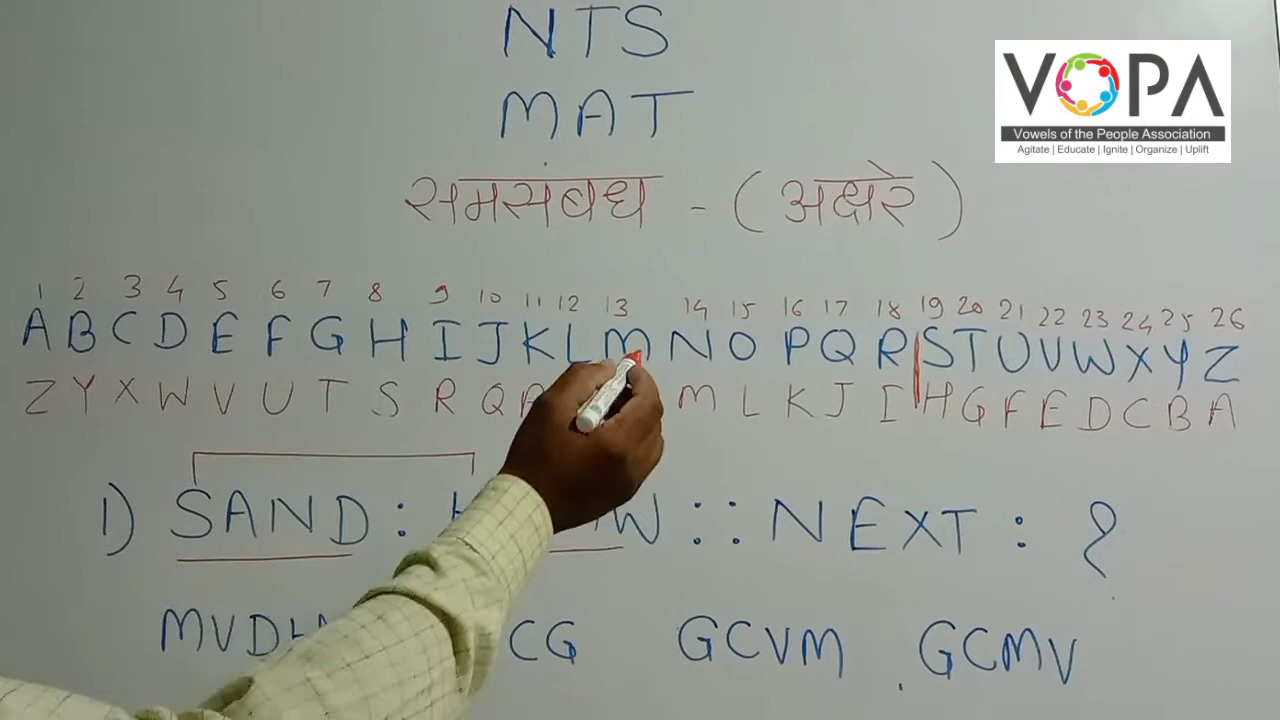 NTS
MAT
VOPA
Vowels of the People Association
Agitate | Educate | Ignite | Organize | Uplift
समसंबंध - (अक्षरे)
1 2 3 4 5 6 7 8 9 10 11 12 13 14 15 16 17 18 19 20 21 22 23 24 25 26
A B C D E F G H I J K L M N O P Q R S T U V W X Y Z
Z Y X W V U T S R Q M L K J I H G F E D C B A
1) SAND : W :: NEXT : ?
CG GCVM GCMV